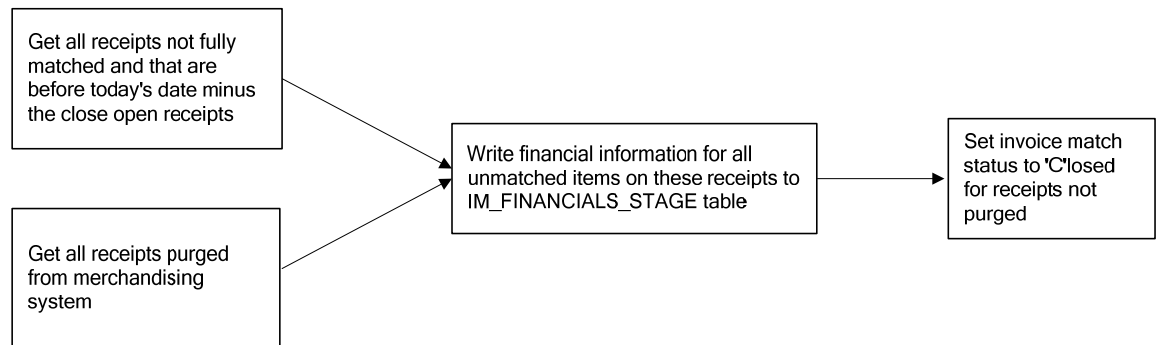 Get all receipts not fully
matched and that are
before today's date minus
the close open receipts
Get all receipts purged
from merchandising
system
Write financial information for all
unmatched items on these receipts to
IM_FINANCIALS_STAGE table
Set invoice match
status to 'C'losed
for receipts not
purged